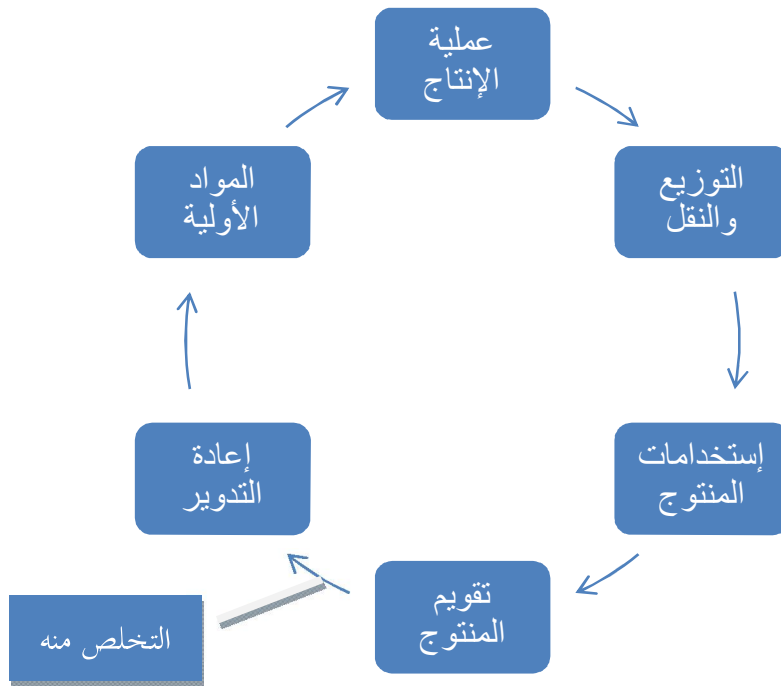 عملية
الإنتاج
التوزيع
والنقل
إستخدامات
المنتوج
تقويم
المنتوج
إعادة
التدوير
المواد
الأولية
التخلص منه